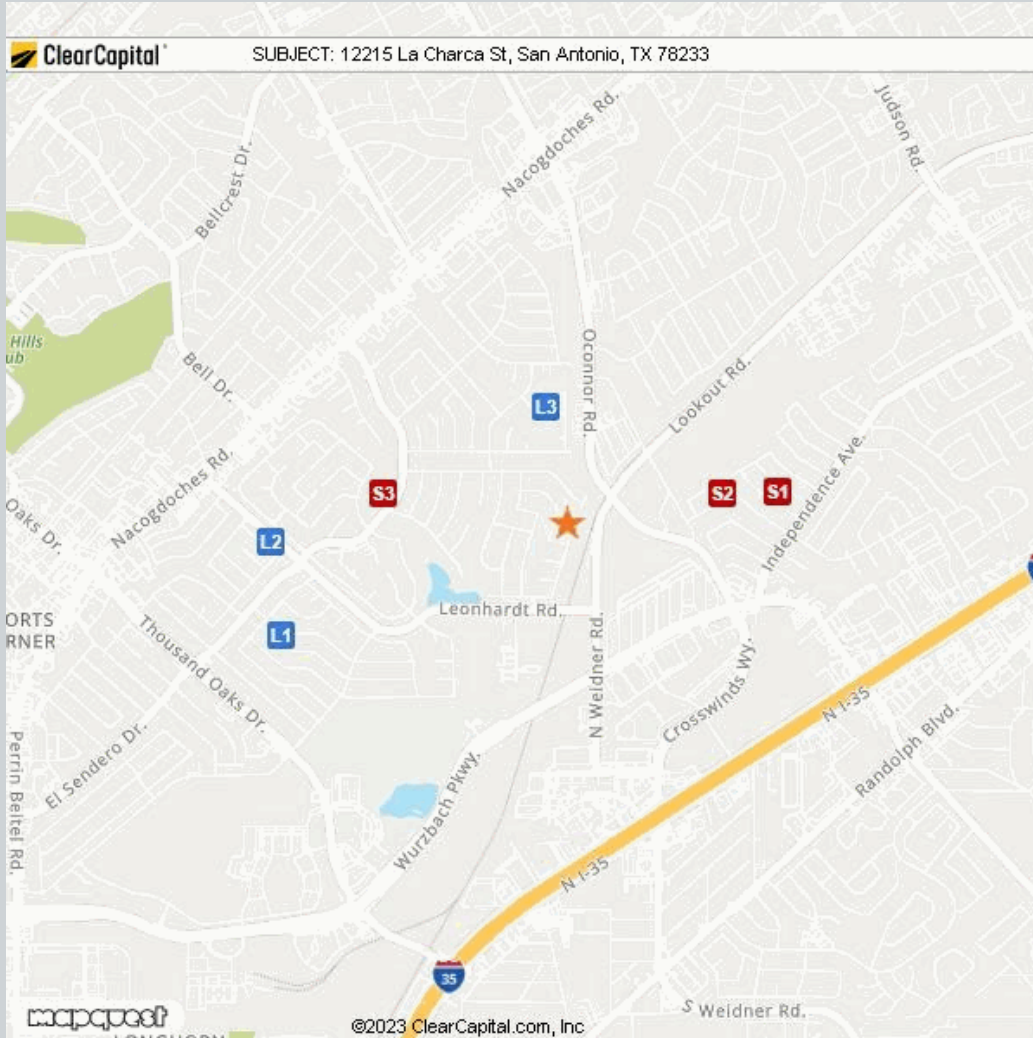 ClearCapital
SUBJECT: 12215 La Charca St, San Antonio, TX 78233
Judson Rd.
Nacogdoches Rd.
Bellcrest Dr.
Hills
ub
Bell Dr.
Oconnor Rd.
Lookout Rd.
L3
Nacogdoches Rd.
S3
S2
S1
Independence Ave.
Oaks Dr.
L2
Leonhardt Rd.
ORTS
RNER
L1
Thousand Oaks Dr.
N Weidner Rd.
Crosswinds Wy.
N I-35
Randolph Blvd.
El Sendero Dr.
Perrin Beitel Rd.
Wurzbach Pkwy.
N I-35
35
S Weidner Rd.
mapquest
©2023 ClearCapital.com, Inc